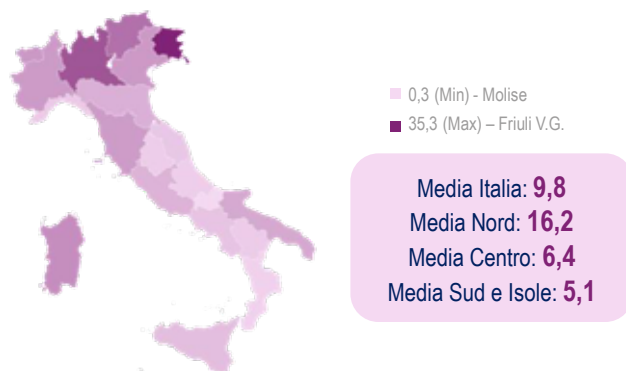 0,3 (Min) - Molise
35,3 (Max) – Friuli V.G.
Media Italia: 9,8
Media Nord: 16,2
Media Centro: 6,4
Media Sud e Isole: 5,1